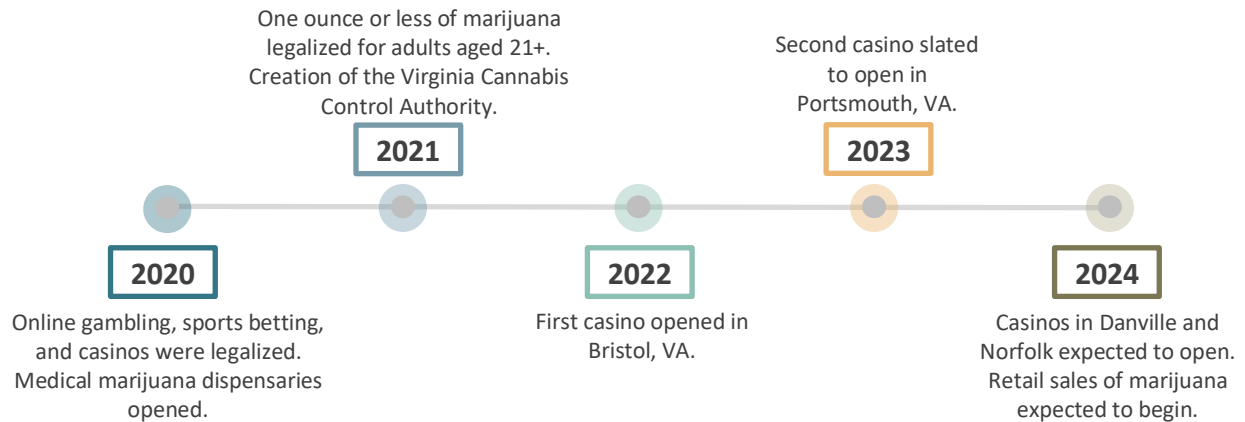 2020
Online gambling, sports betting,
and casinos were legalized.
Medical marijuana dispensaries
opened.
One ounce or less of marijuana
legalized for adults aged 21+.
Creation of the Virginia Cannabis
Control Authority.
2021
2022
First casino opened in
Bristol, VA.
Second casino slated
to open in
Portsmouth, VA.
2023
2024
Casinos in Danville and
Norfolk expected to open.
Retail sales of marijuana
expected to begin.